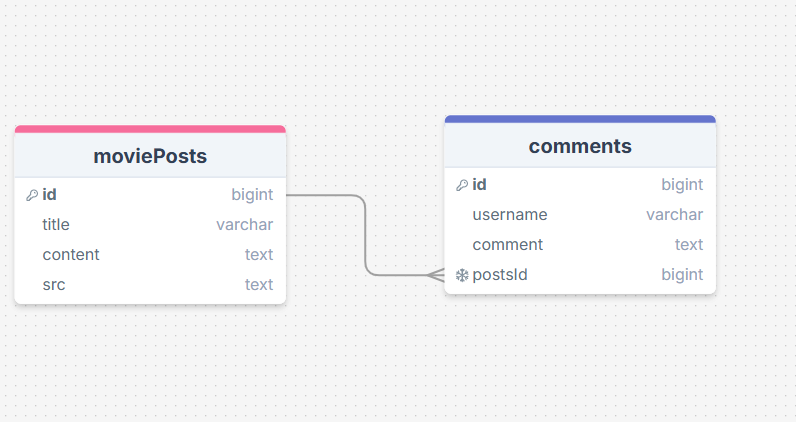 moviePosts
id bigint
title varchar
content text
src text
comments
id bigint
username varchar
comment text
postsId bigint